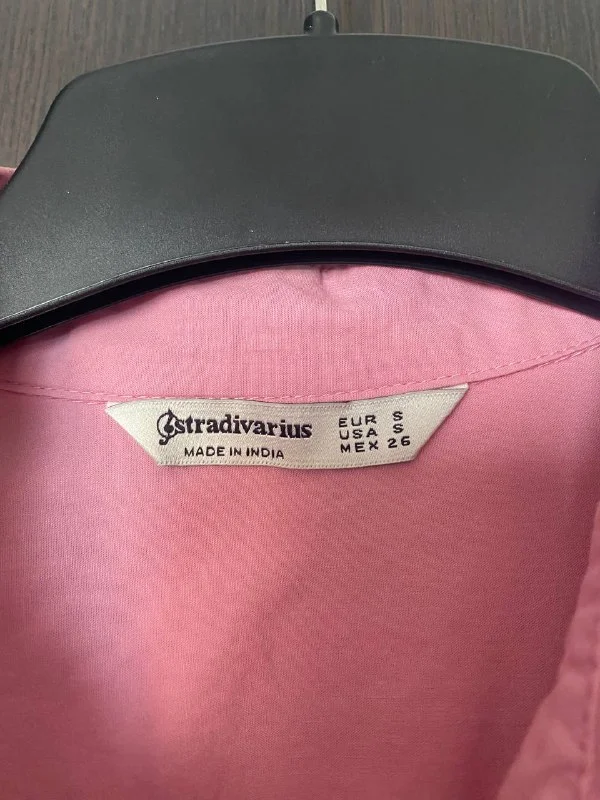 stradivarius
MADE IN INDIA
EUR S
USA S
MEX 26